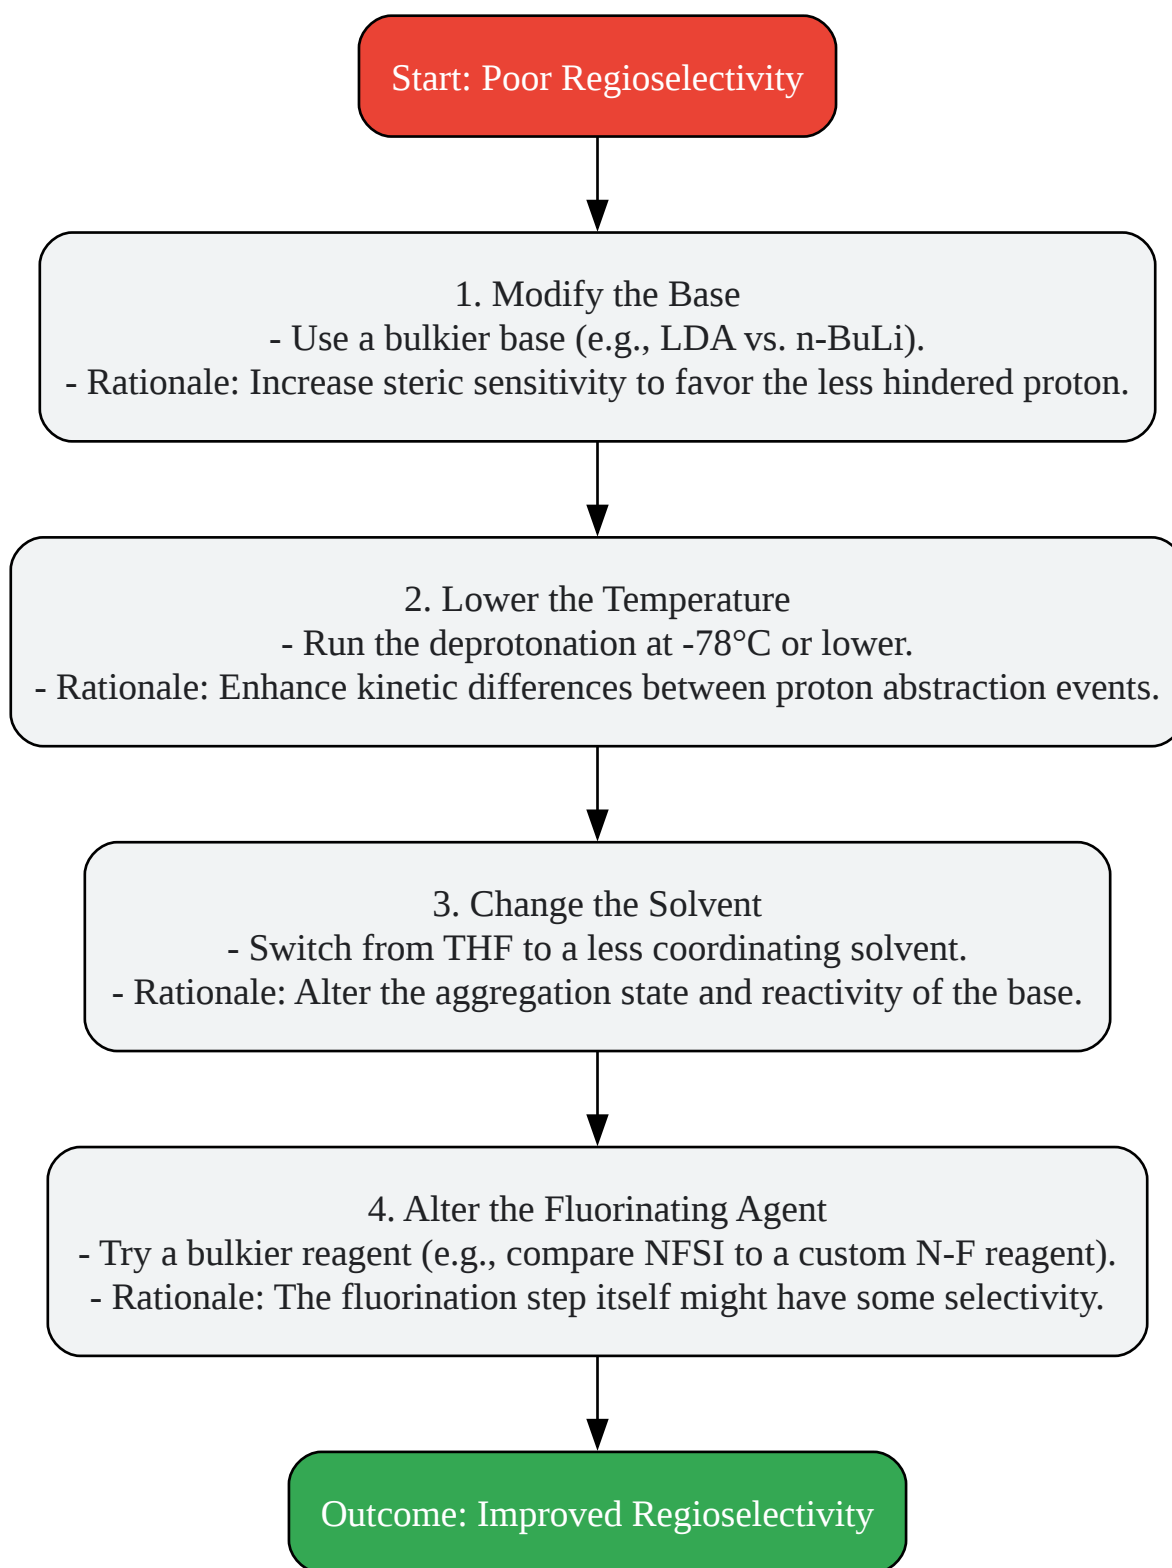 Start: Poor Regioselectivity
1. Modify the Base
- Use a bulkier base (e.g., LDA vs. n-BuLi).
- Rationale: Increase steric sensitivity to favor the less hindered proton.
2. Lower the Temperature
- Run the deprotonation at -78°C or lower.
- Rationale: Enhance kinetic differences between proton abstraction events.
3. Change the Solvent
- Switch from THF to a less coordinating solvent.
- Rationale: Alter the aggregation state and reactivity of the base.
4. Alter the Fluorinating Agent
- Try a bulkier reagent (e.g., compare NFSI to a custom N-F reagent).
- Rationale: The fluorination step itself might have some selectivity.
Outcome: Improved Regioselectivity